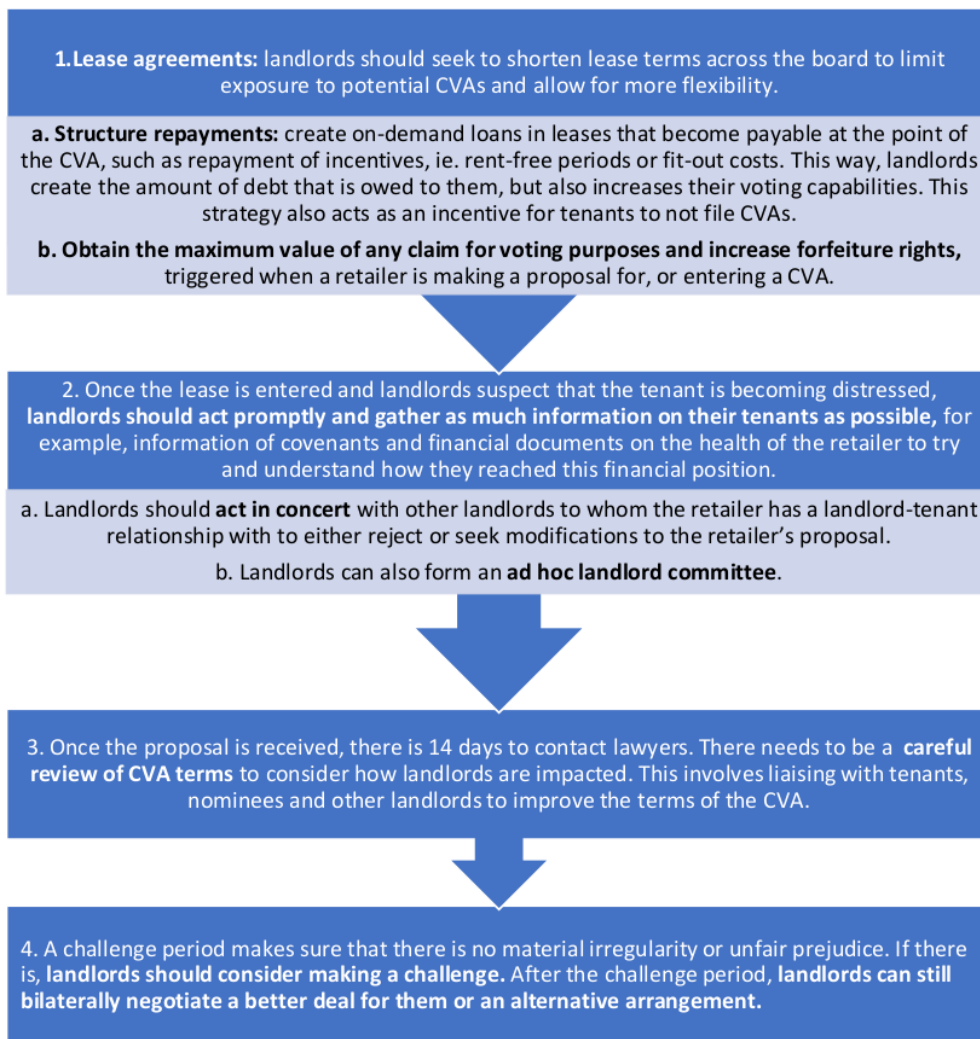 1.Lease agreements: landlords should seek to shorten lease terms across the board to limit
exposure to potential CVAs and allow for more flexibility.
a. Structure repayments: create on-demand loans in leases that become payable at the point of
the CVA, such as repayment of incentives, ie. rent-free periods or fit-out costs. This way, landlords
create the amount of debt that is owed to them, but also increases their voting capabilities. This
strategy also acts as an incentive for tenants to not file CVAs.
b. Obtain the maximum value of any claim for voting purposes and increase forfeiture rights,
triggered when a retailer is making a proposal for, or entering a CVA.
2. Once the lease is entered and landlords suspect that the tenant is becoming distressed,
landlords should act promptly and gather as much information on their tenants as possible, for
example, information of covenants and financial documents on the health of the retailer to try
and understand how they reached this financial position.
a. Landlords should act in concert with other landlords to whom the retailer has a landlord-tenant
relationship with to either reject or seek modifications to the retailer’s proposal.
b. Landlords can also form an ad hoc landlord committee.
3. Once the proposal is received, there is 14 days to contact lawyers. There needs to be a careful
review of CVA terms to consider how landlords are impacted. This involves liaising with tenants,
nominees and other landlords to improve the terms of the CVA.
4. A challenge period makes sure that there is no material irregularity or unfair prejudice. If there
is, landlords should consider making a challenge. After the challenge period, landlords can still
bilaterally negotiate a better deal for them or an alternative arrangement.